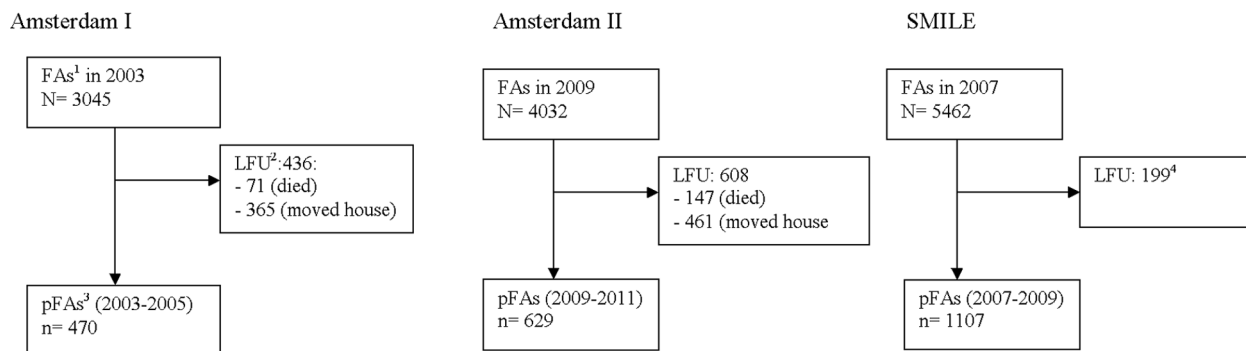 Amsterdam I
FAs¹ in 2003
N= 3045
LFU²:436:
- 71 (died)
- 365 (moved house)
pFAs³ (2003-2005)
n= 470
Amsterdam II
FAs in 2009
N= 4032
LFU: 608
- 147 (died)
- 461 (moved house
pFAs (2009-2011)
n= 629
SMILE
FAs in 2007
N= 5462
LFU: 199⁴
pFAs (2007-2009)
n= 1107